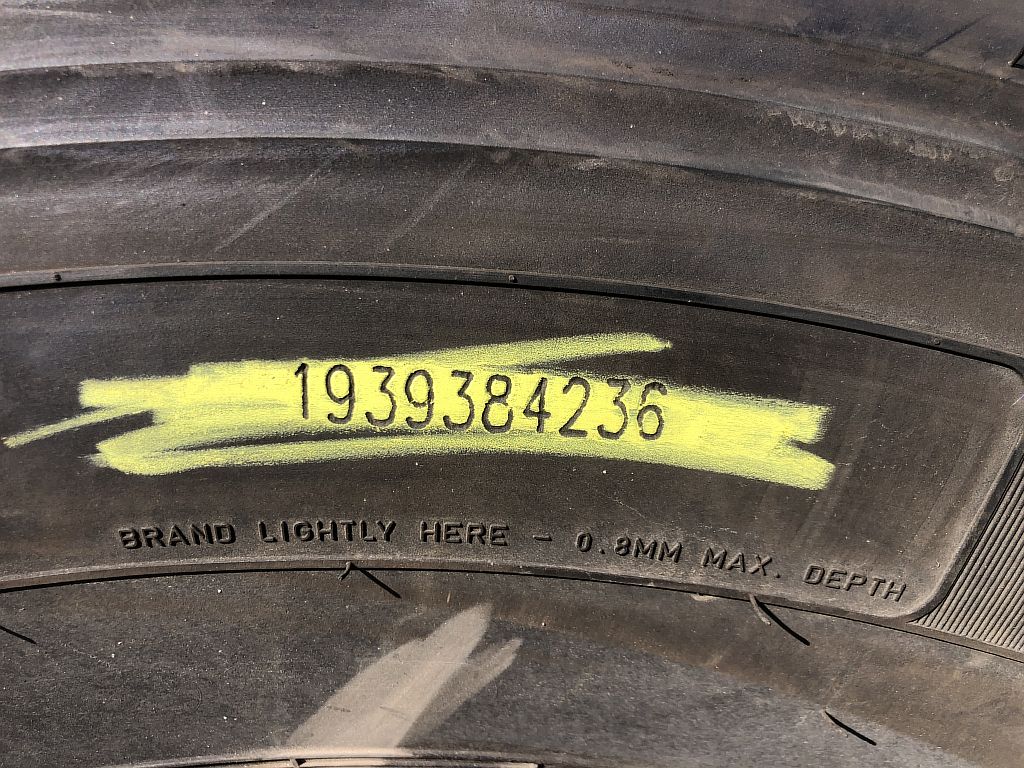 1939384236
BRAND LIGHTLY HERE - 0.8MM MAX. DEPTH